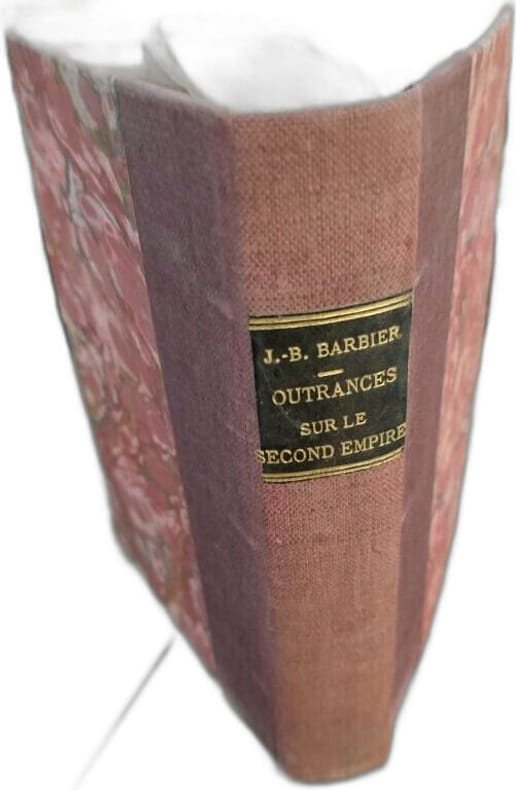 J.-B. BARBIER
OUTRANCES
SUR LE
SECOND EMPIRE